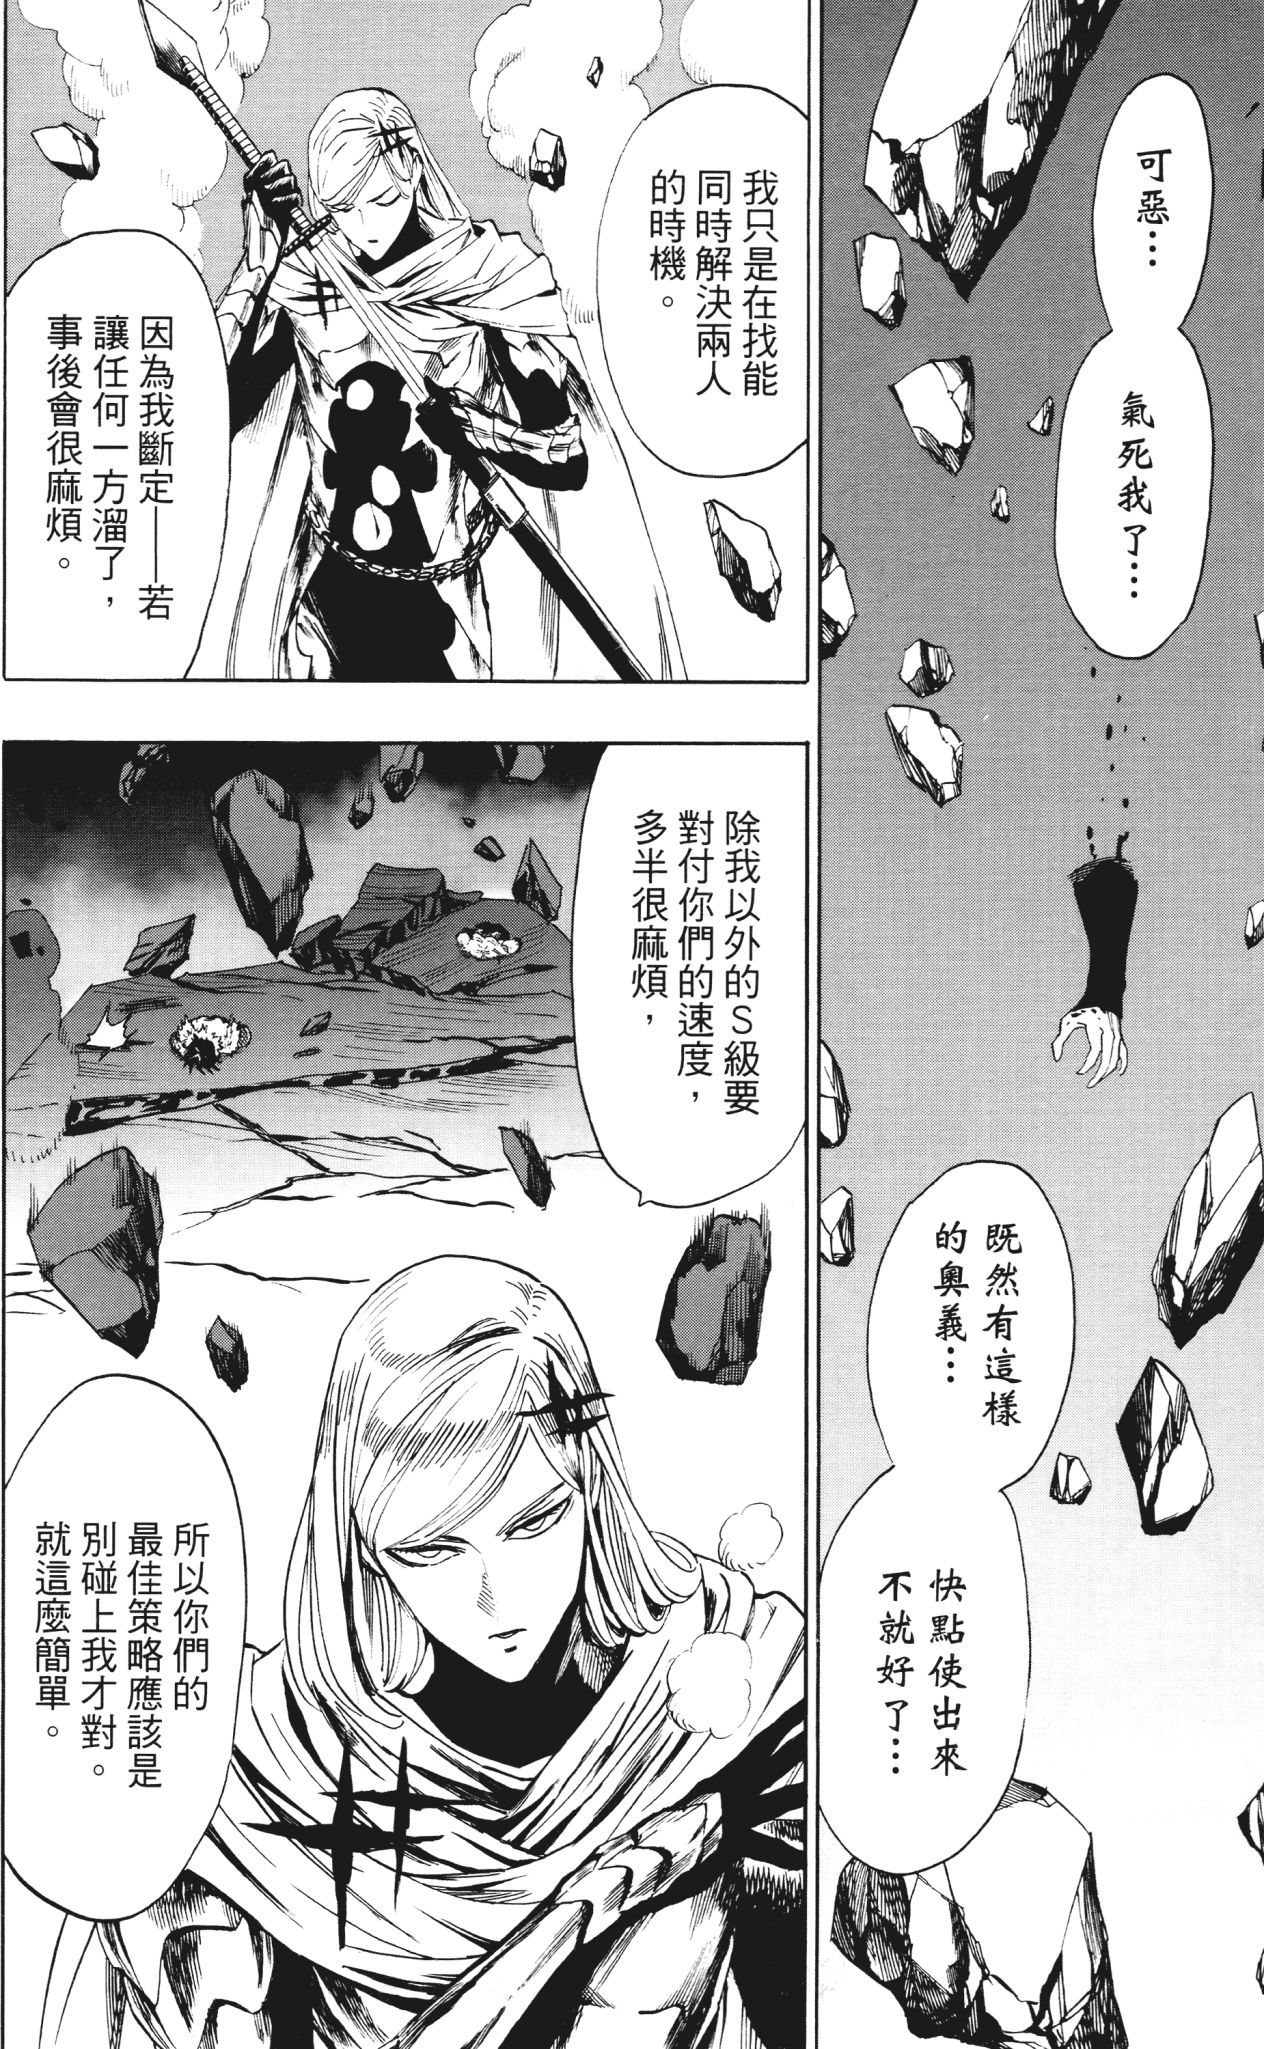 可惡…
氣死我了…
既然有這樣
的奧義…
快點使出來
不就好了…
我只是在找能
同時解決兩人
的時機。
因為我斷定——若
讓任何一方溜了，
事後會很麻煩。
除我以外的Ｓ級要
對付你們的速度，
多半很麻煩，
所以你們的
最佳策略應該是
別碰上我才對。
就這麼簡單。